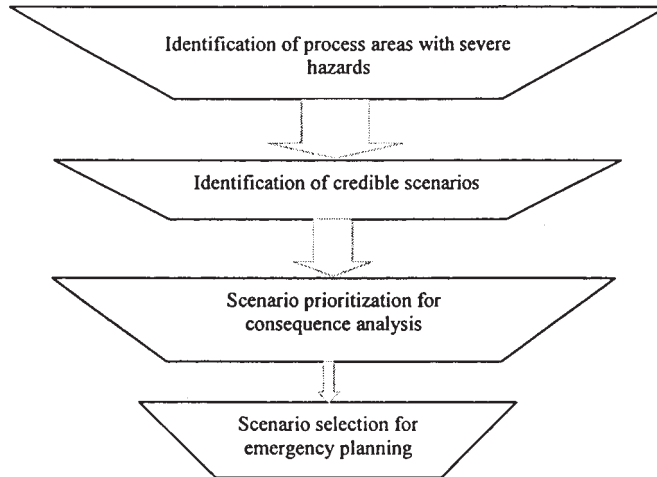 Identification of process areas with severe
hazards
Identification of credible scenarios
Scenario prioritization for
consequence analysis
Scenario selection for
emergency planning